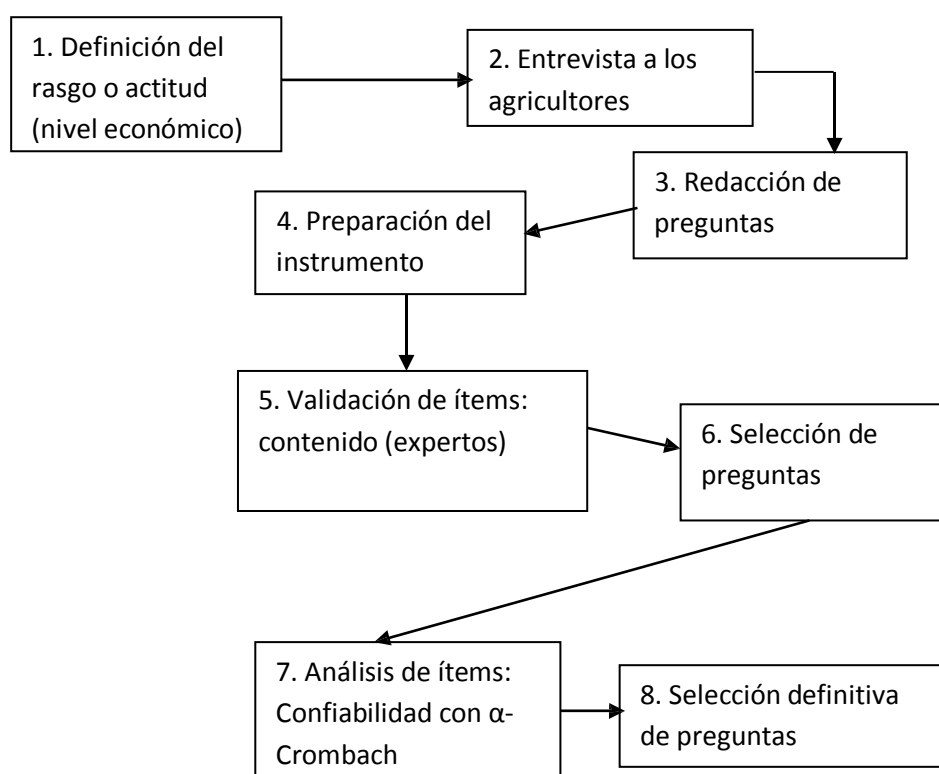 1. Definición del
rasgo o actitud
(nivel económico)
2. Entrevista a los
agricultores
3. Redacción de
preguntas
4. Preparación del
instrumento
5. Validación de ítems:
contenido (expertos)
6. Selección de
preguntas
7. Análisis de ítems:
Confiabilidad con α-
Crombach
8. Selección definitiva
de preguntas